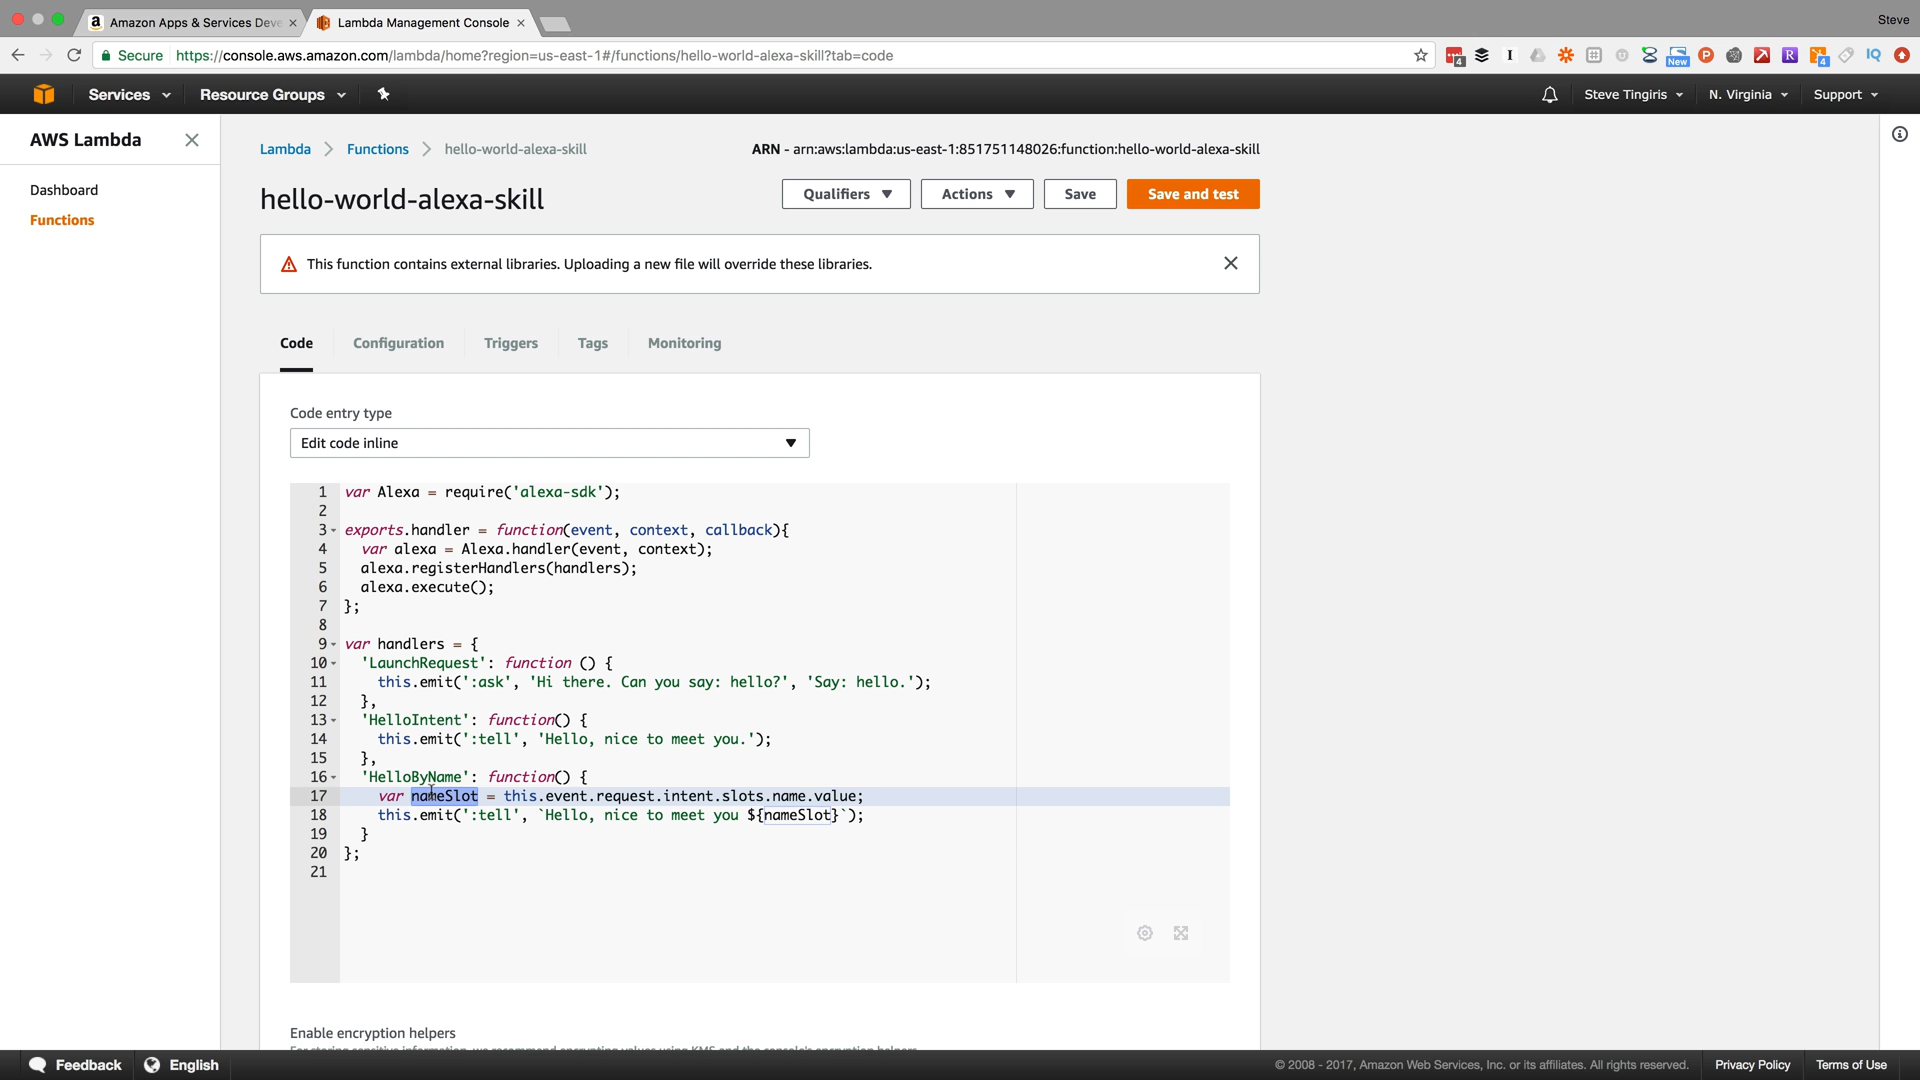 Steve
Amazon Apps & Services Deve
Lambda Management Console
Secure
https://console.aws.amazon.com/lambda/home?region=us-east-1#/functions/hello-world-alexa-skill?tab=code
4
I
New
P
R
4
IQ
Services
Resource Groups
Steve Tingiris
N. Virginia
Support
AWS Lambda
Dashboard
Functions
Lambda
Functions
hello-world-alexa-skill
ARN - arn:aws:lambda:us-east-1:851751148026:function:hello-world-alexa-skill
hello-world-alexa-skill
Qualifiers
Actions
Save
Save and test
This function contains external libraries. Uploading a new file will override these libraries.
Code
Configuration
Triggers
Tags
Monitoring
Code entry type
Edit code inline
1 var Alexa = require('alexa-sdk');
2
3 exports.handler = function(event, context, callback){
4 var alexa = Alexa.handler(event, context);
5 alexa.registerHandlers(handlers);
6 alexa.execute();
7 };
8
9 var handlers = {
10 'LaunchRequest': function () {
11 this.emit(':ask', 'Hi there. Can you say: hello?', 'Say: hello.');
12 },
13 'HelloIntent': function() {
14 this.emit(':tell', 'Hello, nice to meet you.');
15 },
16 'HelloByName': function() {
17 var nameSlot = this.event.request.intent.slots.name.value;
18 this.emit(':tell', `Hello, nice to meet you ${nameSlot}`);
19 }
20 };
21
Enable encryption helpers
Feedback
English
© 2008 - 2017, Amazon Web Services, Inc. or its affiliates. All rights reserved.
Privacy Policy
Terms of Use